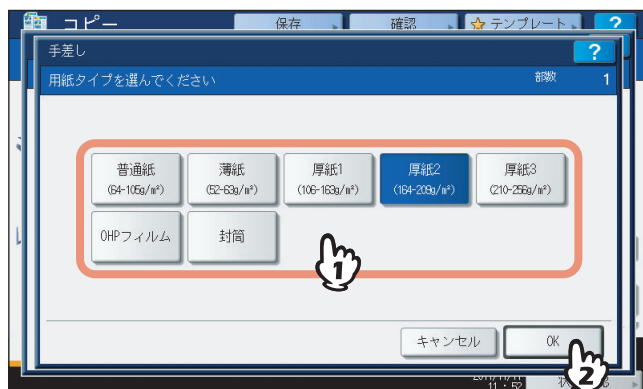 コピー 保存 確認 テンプレート ?
手差し ?
用紙タイプを選んでください 部数 1
普通紙 薄紙 厚紙1 厚紙2 厚紙3
(64-105g/m²) (52-63g/m²) (106-163g/m²) (164-209g/m²) (210-256g/m²)
OHPフィルム 封筒
1
キャンセル OK
2
11:52